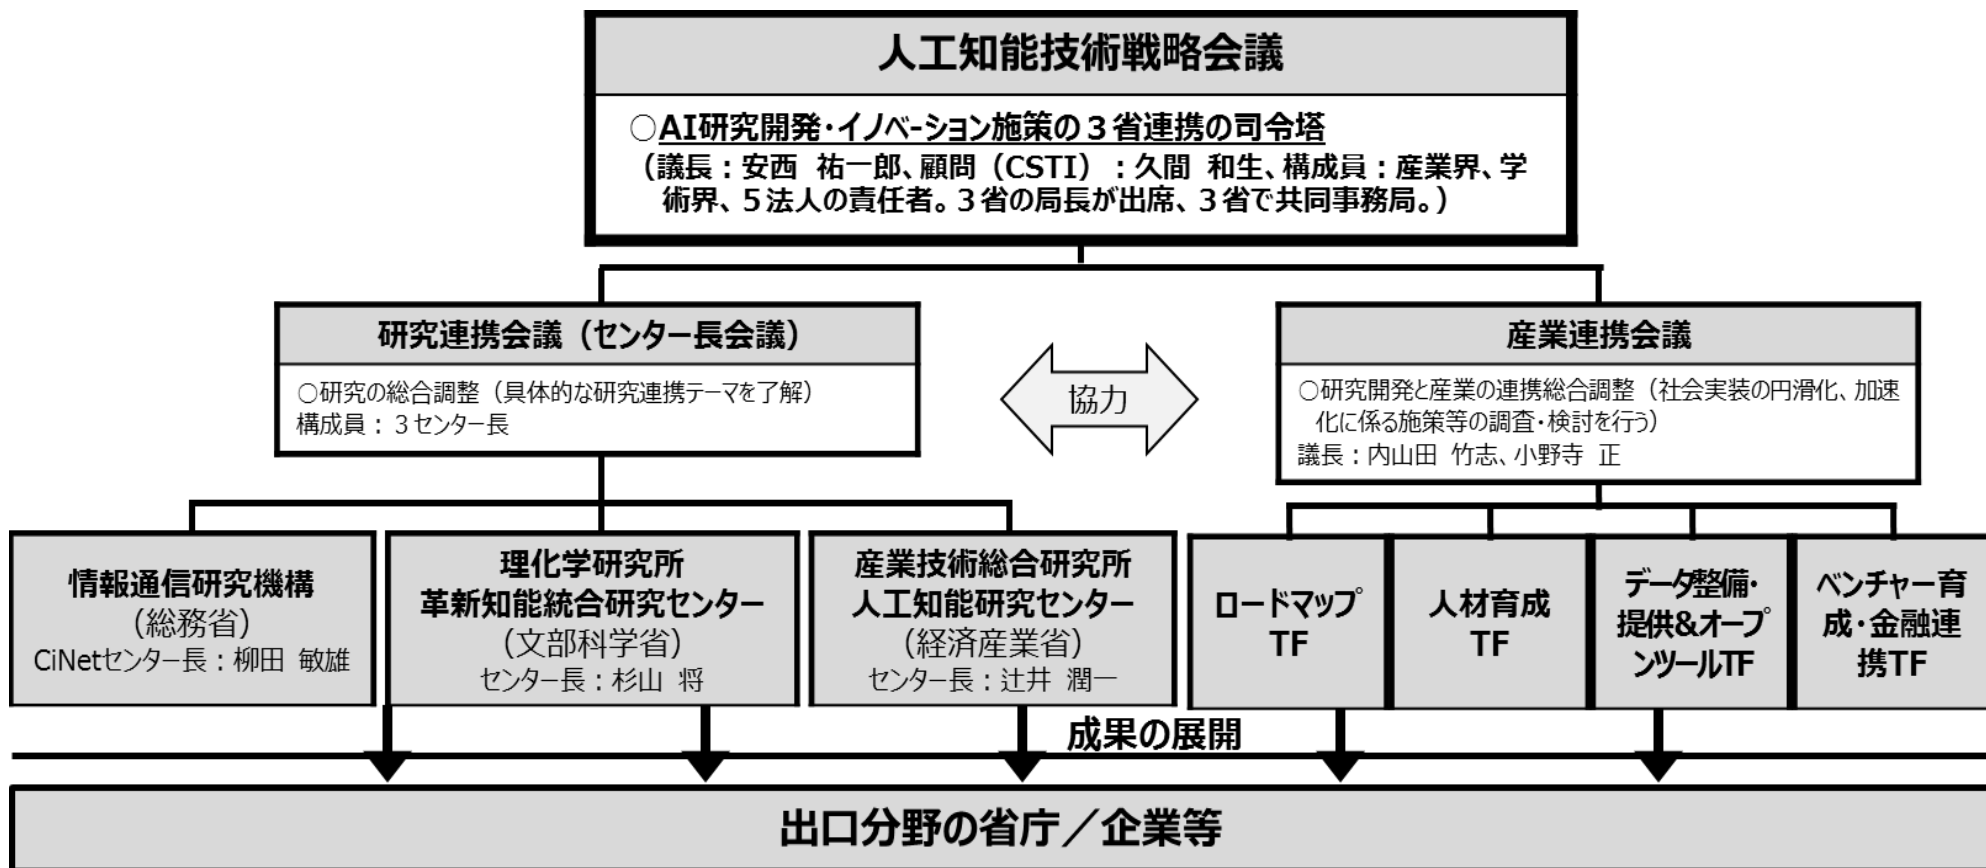 人工知能技術戦略会議
○AI研究開発・イノベーション施策の３省連携の司令塔
（議長：安西 祐一郎、顧問（CSTI）：久間 和生、構成員：産業界、学
術界、５法人の責任者。３省の局長が出席、３省で共同事務局。）
研究連携会議（センター長会議）
○研究の総合調整（具体的な研究連携テーマを了解）
構成員：３センター長
協力
産業連携会議
○研究開発と産業の連携総合調整（社会実装の円滑化、加速
化に係る施策等の調査・検討を行う）
議長：内山田 竹志、小野寺 正
情報通信研究機構
（総務省）
CiNetセンター長：柳田 敏雄
理化学研究所
革新知能統合研究センター
（文部科学省）
センター長：杉山 将
産業技術総合研究所
人工知能研究センター
（経済産業省）
センター長：辻井 潤一
ロードマップ
TF
人材育成
TF
データ整備・
提供&オープ
ンツールTF
ベンチャー育
成・金融連
携TF
成果の展開
出口分野の省庁／企業等